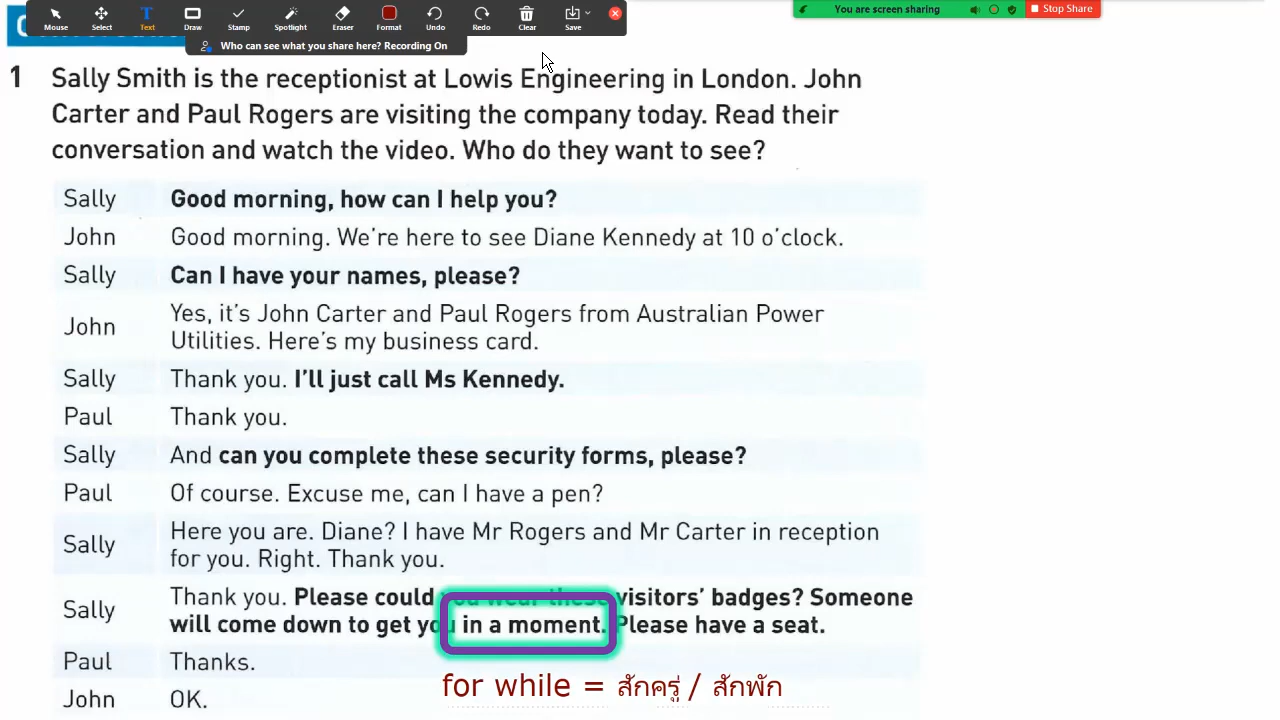 Mouse Select Text Draw Stamp Spotlight Eraser Format Undo Redo Clear Save
You are screen sharing Stop Share
Who can see what you share here? Recording On
1 Sally Smith is the receptionist at Lowis Engineering in London. John
Carter and Paul Rogers are visiting the company today. Read their
conversation and watch the video. Who do they want to see?
Sally Good morning, how can I help you?
John Good morning. We're here to see Diane Kennedy at 10 o'clock.
Sally Can I have your names, please?
John Yes, it's John Carter and Paul Rogers from Australian Power
Utilities. Here's my business card.
Sally Thank you. I'll just call Ms Kennedy.
Paul Thank you.
Sally And can you complete these security forms, please?
Paul Of course. Excuse me, can I have a pen?
Sally Here you are. Diane? I have Mr Rogers and Mr Carter in reception
for you. Right. Thank you.
Sally Thank you. Please could you wear these visitors' badges? Someone
will come down to get you in a moment. Please have a seat.
Paul Thanks.
for while = สักครู่ / สักพัก
John OK.